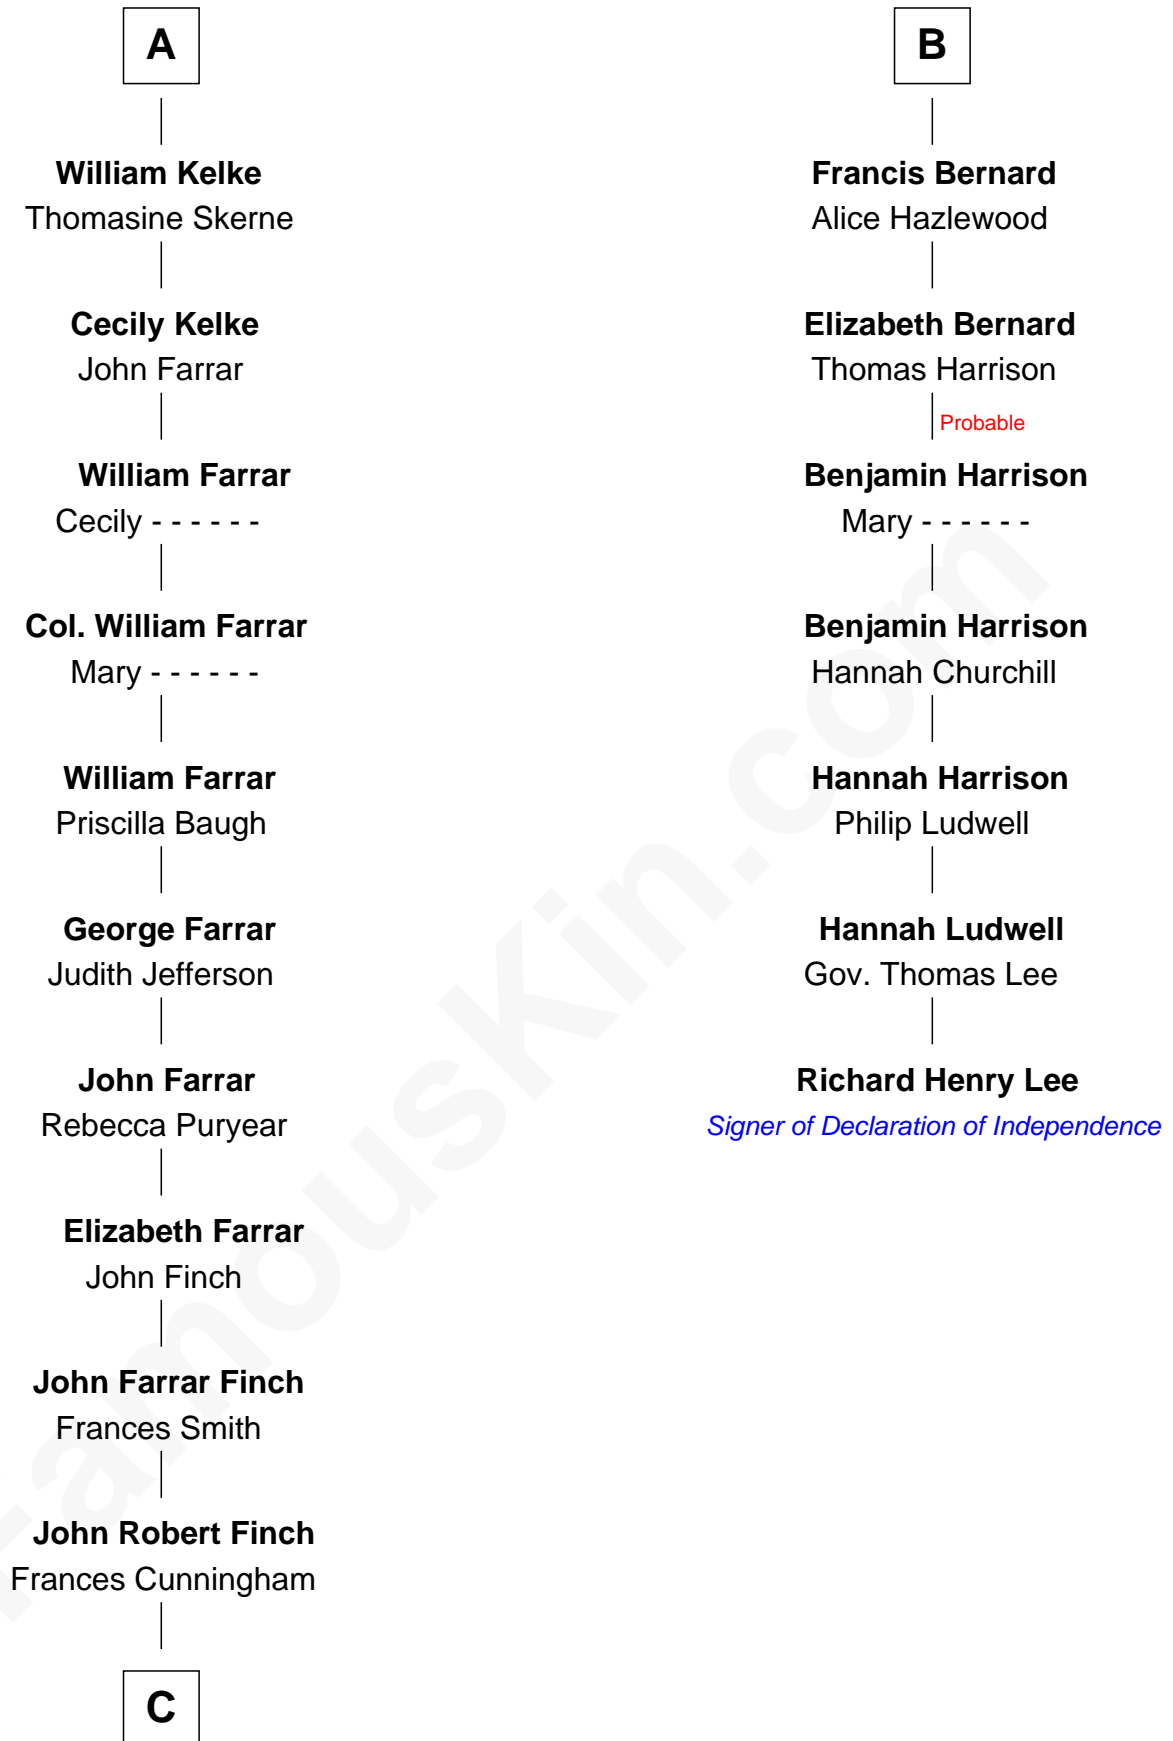 A
William Kelke
Thomasine Skerne
Cecily Kelke
John Farrar
William Farrar
Cecily - - - - - -
Col. William Farrar
Mary - - - - - -
William Farrar
Priscilla Baugh
George Farrar
Judith Jefferson
John Farrar
Rebecca Puryear
Elizabeth Farrar
John Finch
John Farrar Finch
Frances Smith
John Robert Finch
Frances Cunningham
C
B
Francis Bernard
Alice Hazlewood
Elizabeth Bernard
Thomas Harrison
Probable
Benjamin Harrison
Mary - - - - - -
Benjamin Harrison
Hannah Churchill
Hannah Harrison
Philip Ludwell
Hannah Ludwell
Gov. Thomas Lee
Richard Henry Lee
Signer of Declaration of Independence
FamousKin.com